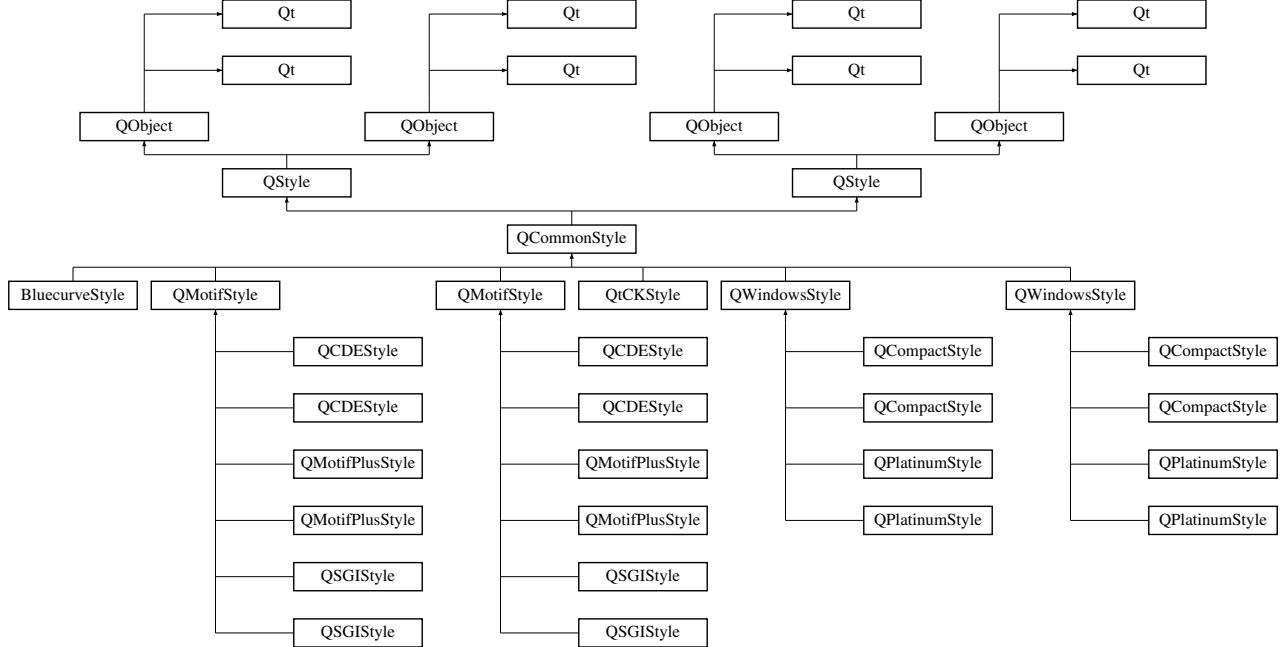 Qt
Qt
Qt
Qt
Qt
Qt
Qt
Qt
QObject
QObject
QObject
QObject
QStyle
QStyle
QCommonStyle
BluecurveStyle
QMotifStyle
QMotifStyle
QtCKStyle
QWindowsStyle
QWindowsStyle
QCDEStyle
QCDEStyle
QCompactStyle
QCompactStyle
QCDEStyle
QCDEStyle
QCompactStyle
QCompactStyle
QMotifPlusStyle
QMotifPlusStyle
QPlatinumStyle
QPlatinumStyle
QMotifPlusStyle
QMotifPlusStyle
QPlatinumStyle
QPlatinumStyle
QSGIStyle
QSGIStyle
QSGIStyle
QSGIStyle